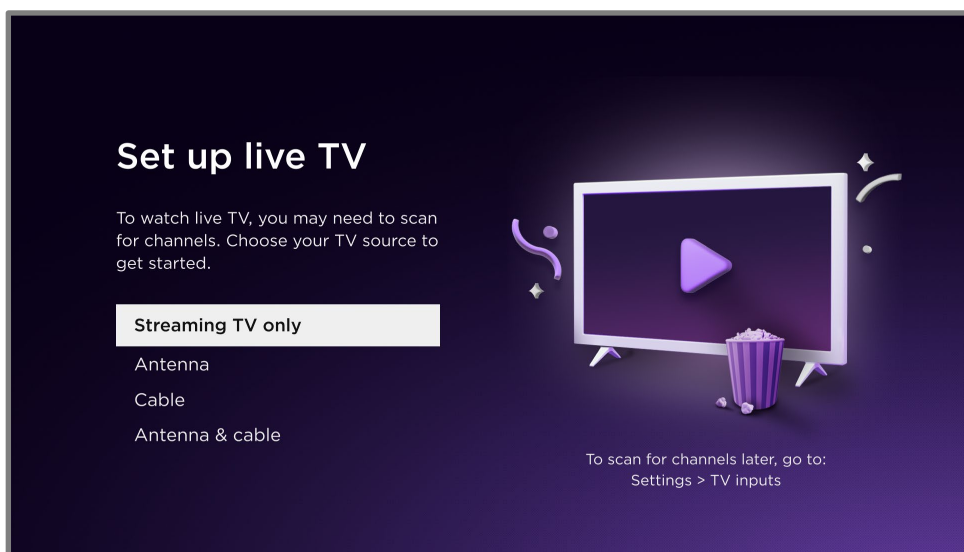 Set up live TV
To watch live TV, you may need to scan
for channels. Choose your TV source to
get started.
Streaming TV only
Antenna
Cable
Antenna & cable
To scan for channels later, go to:
Settings > TV inputs